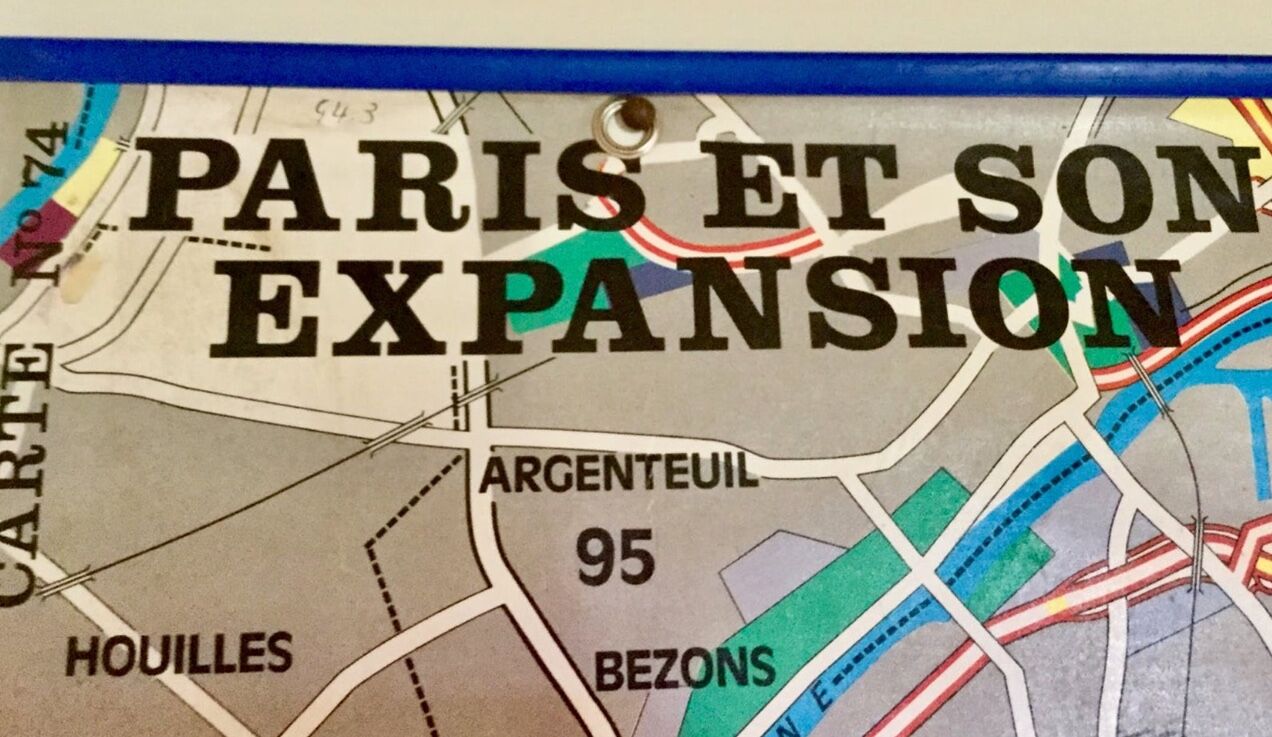 PARIS ET SON
EXPANSION
CARTE No 74
ARGENTEUIL
95
HOUILLES
BEZONS
N E